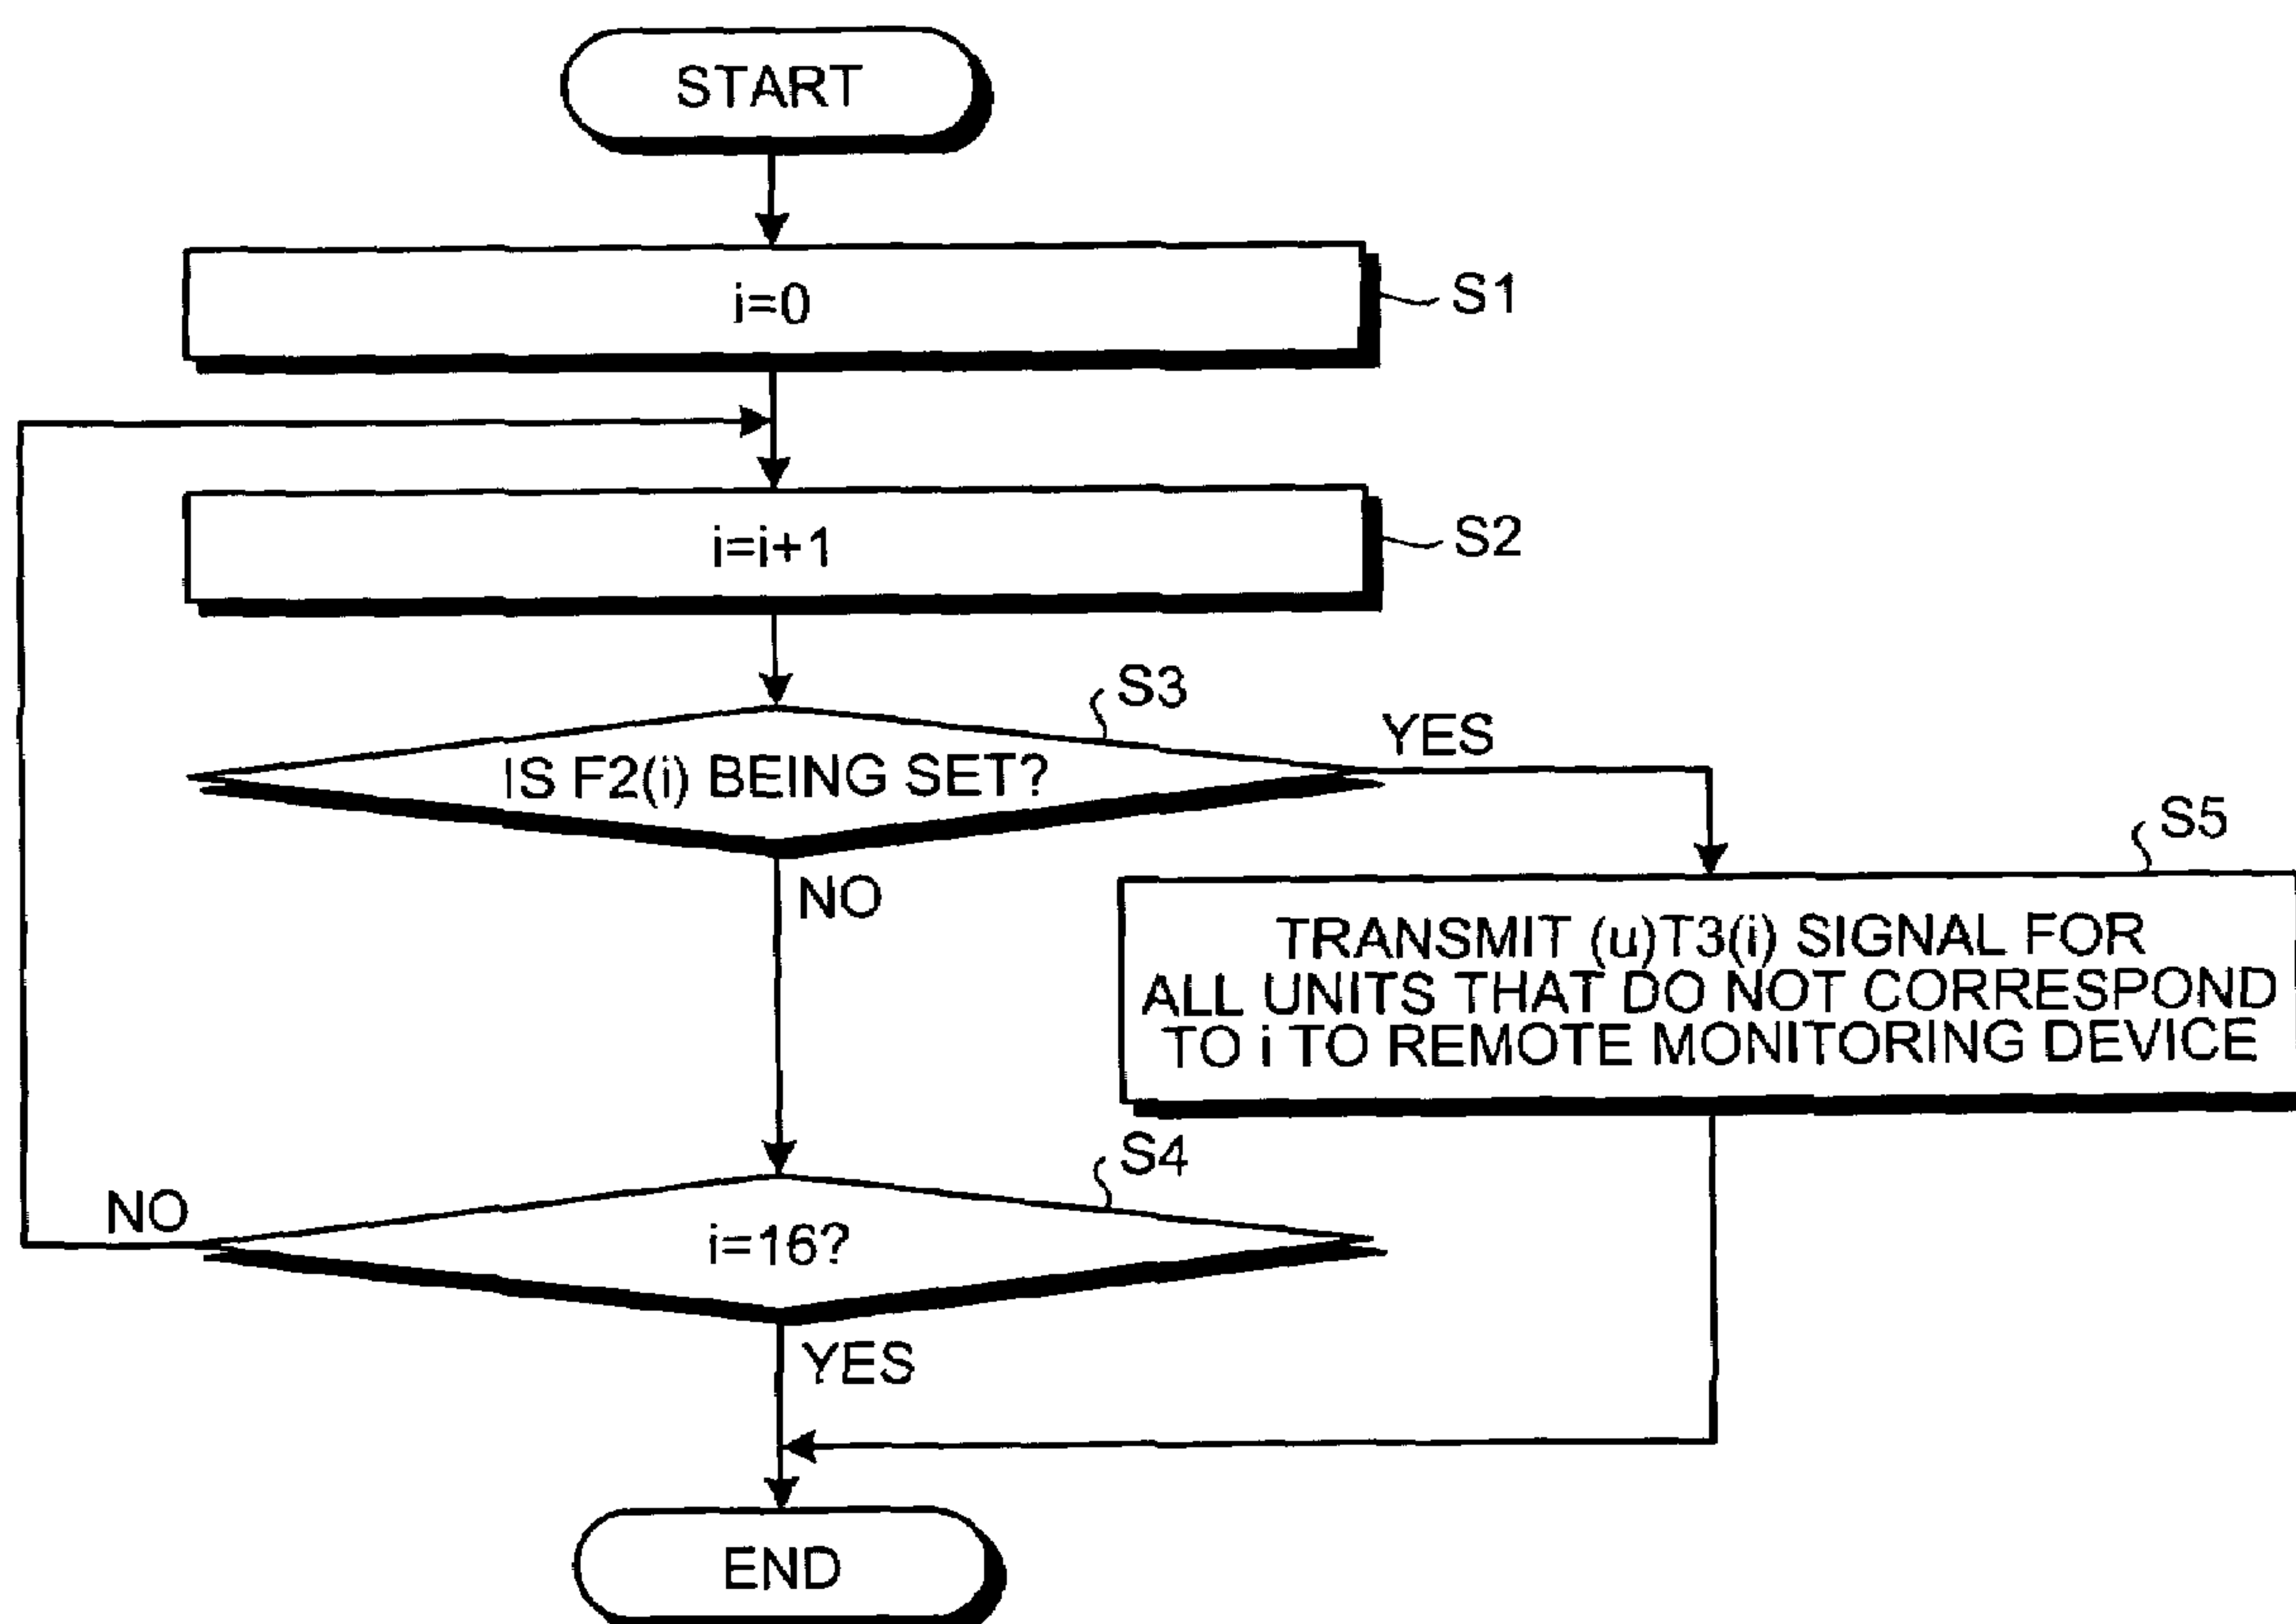 START
i=0
S1
i=i+1
S2
S3
IS F2(i) BEING SET?
YES
S5
NO
TRANSMIT (u)T3(i) SIGNAL FOR
ALL UNITS THAT DO NOT CORRESPOND
TO i TO REMOTE MONITORING DEVICE
S4
NO
i=16?
YES
END